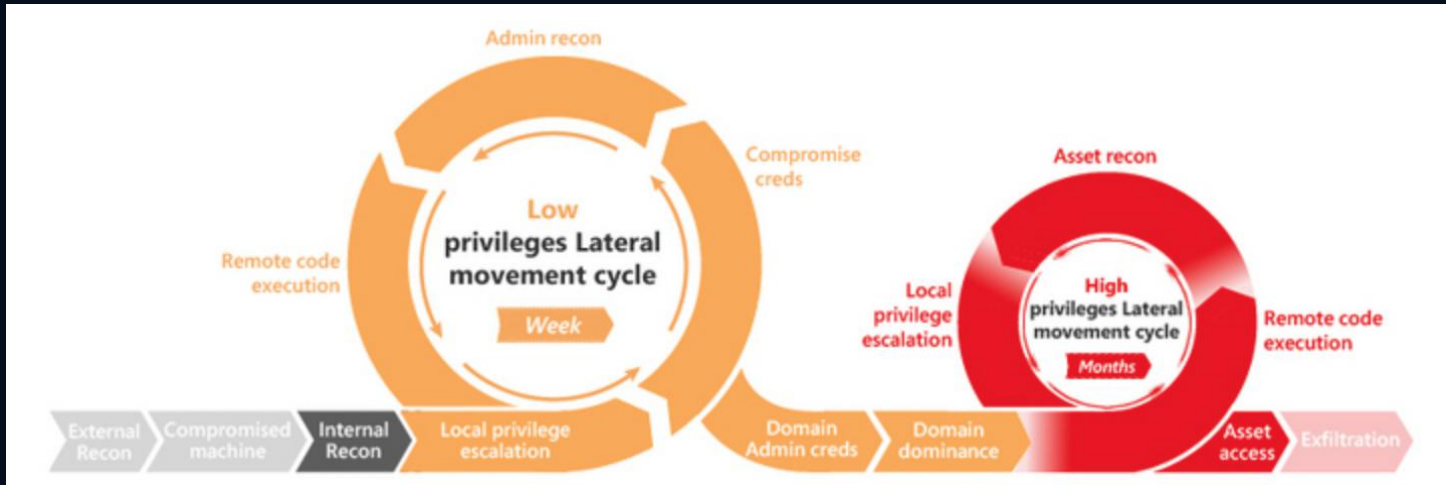 Admin recon
Compromise
creds
Low
privileges Lateral
movement cycle
Week
Remote code
execution
Asset recon
Local
privilege
escalation
High
privileges Lateral
movement cycle
Months
Remote code
execution
External
Recon
Compromised
machine
Internal
Recon
Local privilege
escalation
Domain
Admin creds
Domain
dominance
Asset
access
Exfiltration